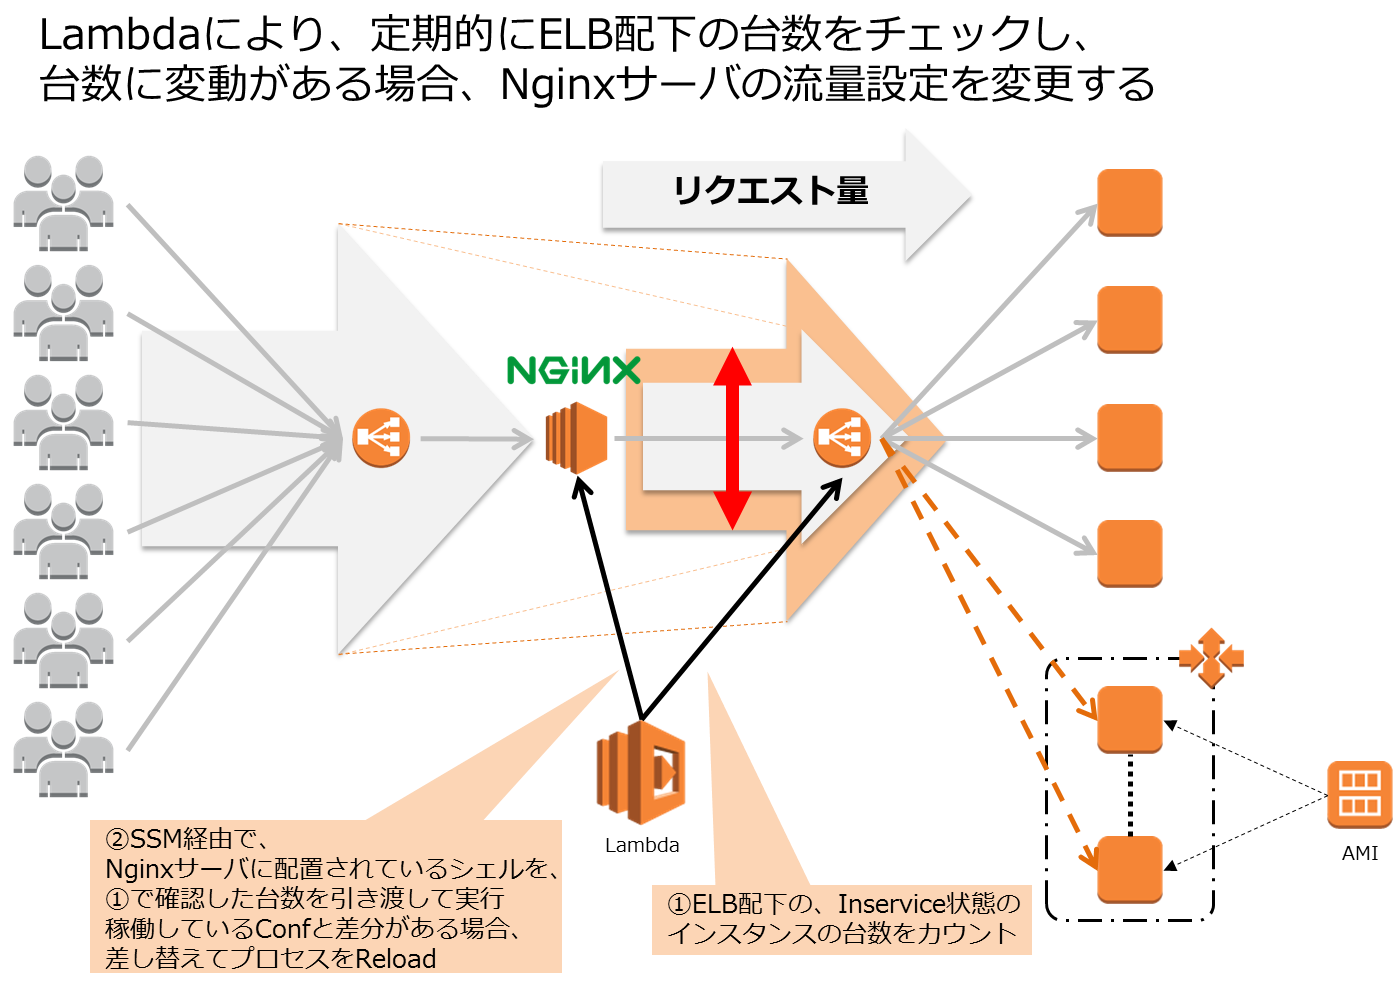 Lambdaにより、定期的にELB配下の台数をチェックし、
台数に変動がある場合、Nginxサーバの流量設定を変更する
リクエスト量
NGINX
Lambda
②SSM経由で、
Nginxサーバに配置されているシェルを、
①で確認した台数を引き渡して実行
稼働しているConfと差分がある場合、
差し替えてプロセスをReload
①ELB配下の、Inservice状態の
インスタンスの台数をカウント
AMI